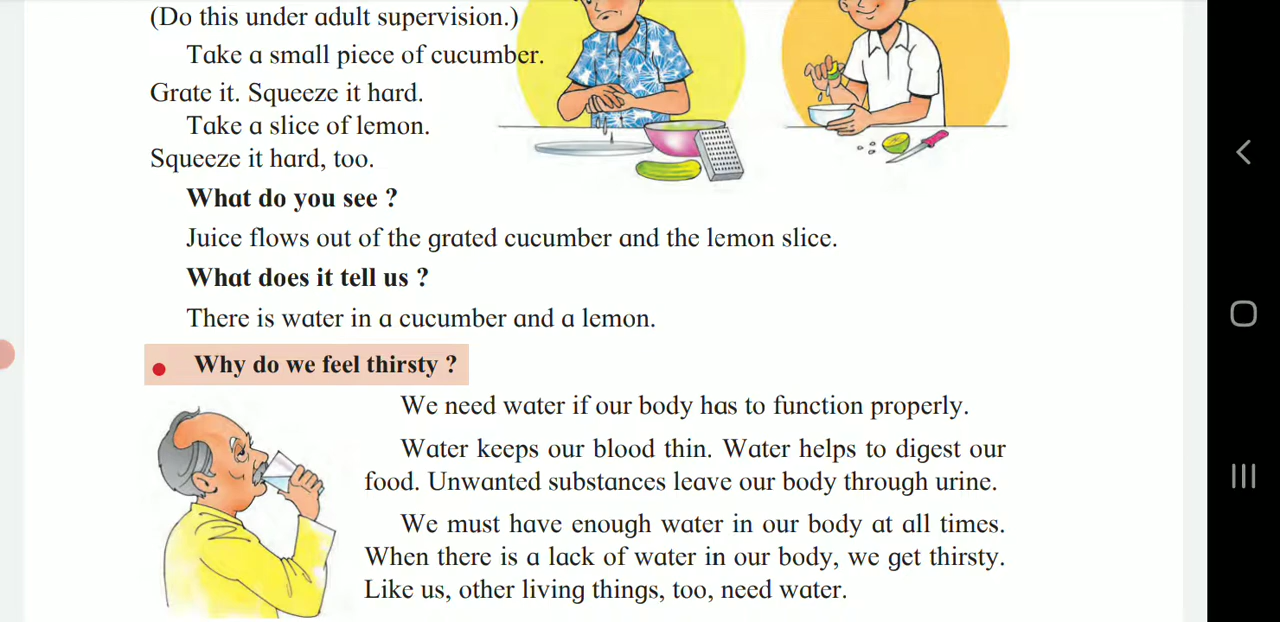 (Do this under adult supervision.)
Take a small piece of cucumber.
Grate it. Squeeze it hard.
Take a slice of lemon.
Squeeze it hard, too.
What do you see ?
Juice flows out of the grated cucumber and the lemon slice.
What does it tell us ?
There is water in a cucumber and a lemon.
• Why do we feel thirsty ?
We need water if our body has to function properly.
Water keeps our blood thin. Water helps to digest our
food. Unwanted substances leave our body through urine.
We must have enough water in our body at all times.
When there is a lack of water in our body, we get thirsty.
Like us, other living things, too, need water.